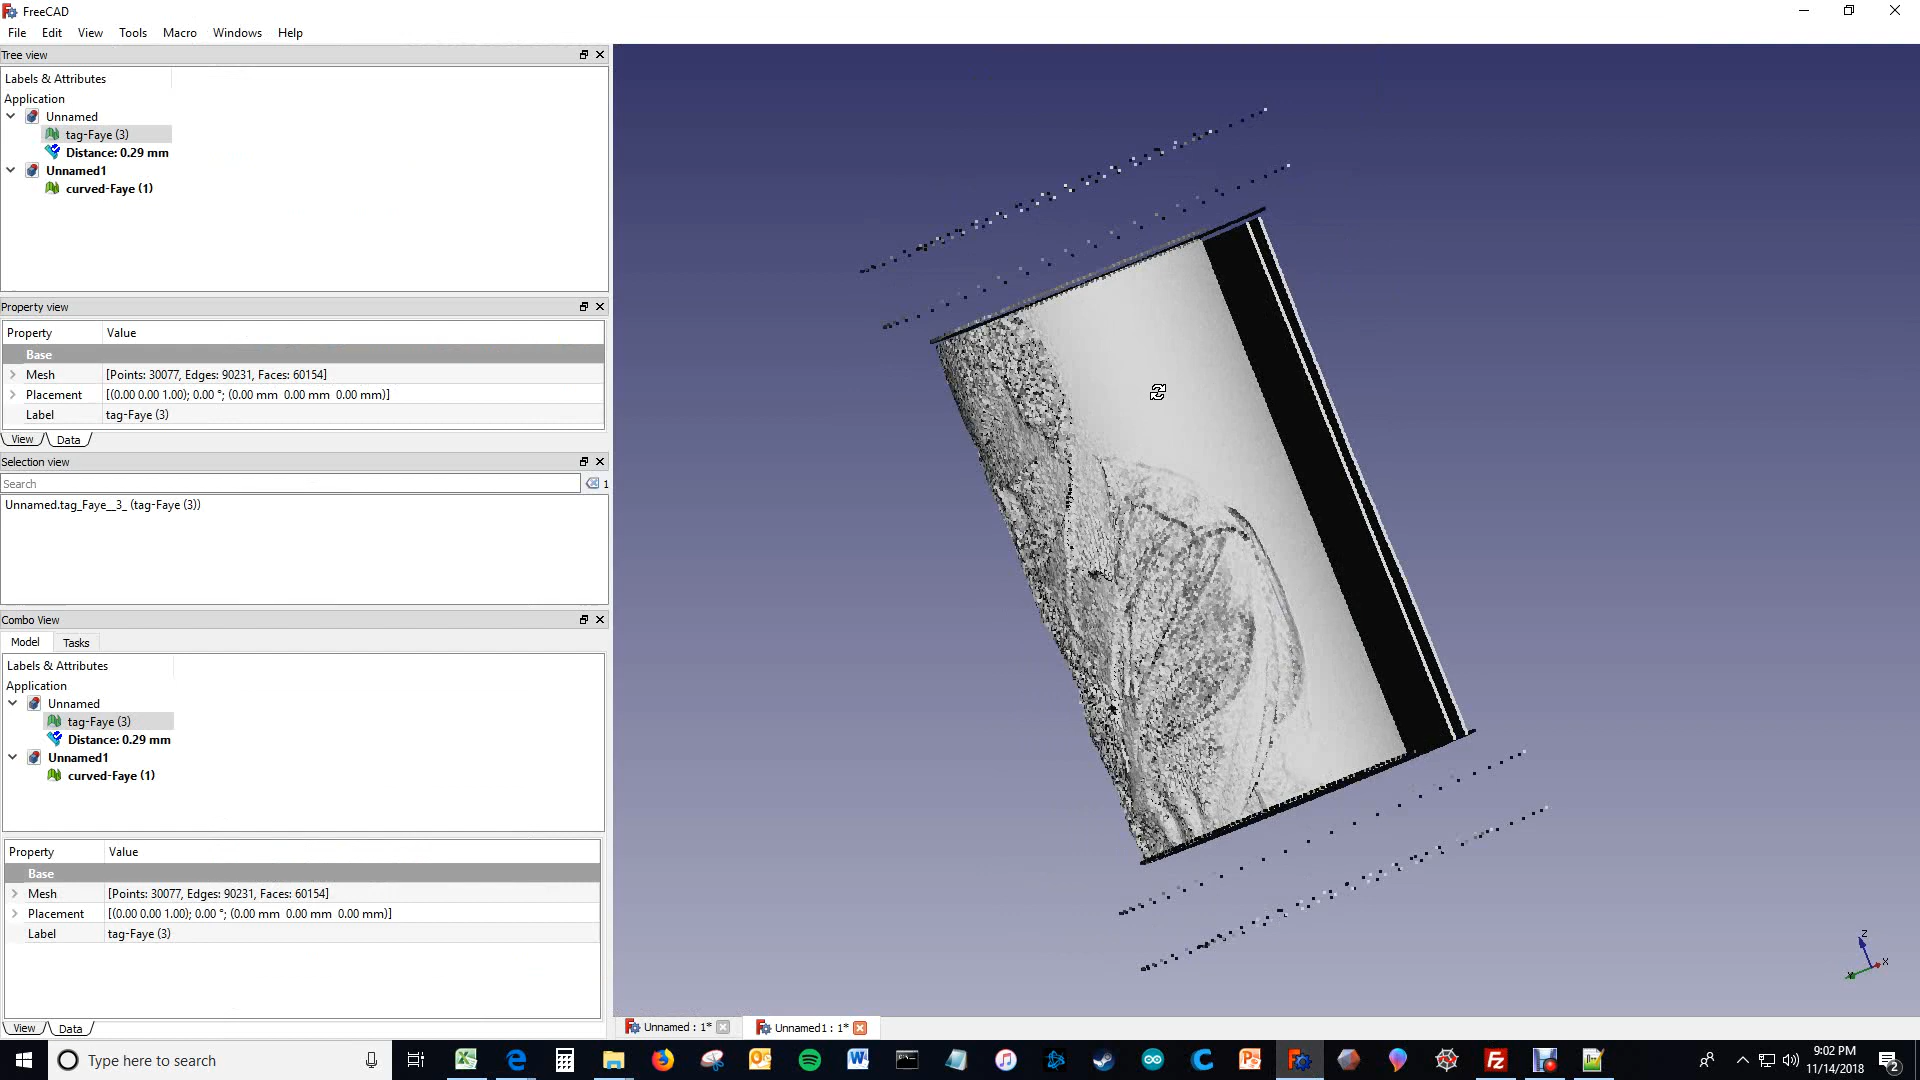 FreeCAD
File Edit View Tools Macro Windows Help
Tree view
Labels & Attributes
Application
Unnamed
tag-Faye (3)
Distance: 0.29 mm
Unnamed1
curved-Faye (1)
Property view
Property Value
Base
Mesh [Points: 30077, Edges: 90231, Faces: 60154]
Placement [(0.00 0.00 1.00); 0.00 °; (0.00 mm 0.00 mm 0.00 mm)]
Label tag-Faye (3)
View Data
Selection view
Search 1
Unnamed.tag_Faye__3_ (tag-Faye (3))
Combo View
Model Tasks
Labels & Attributes
Application
Unnamed
tag-Faye (3)
Distance: 0.29 mm
Unnamed1
curved-Faye (1)
Property Value
Base
Mesh [Points: 30077, Edges: 90231, Faces: 60154]
Placement [(0.00 0.00 1.00); 0.00 °; (0.00 mm 0.00 mm 0.00 mm)]
Label tag-Faye (3)
View Data
Z
X
Y
Unnamed : 1* Unnamed1 : 1*
Type here to search
9:02 PM
11/14/2018
2